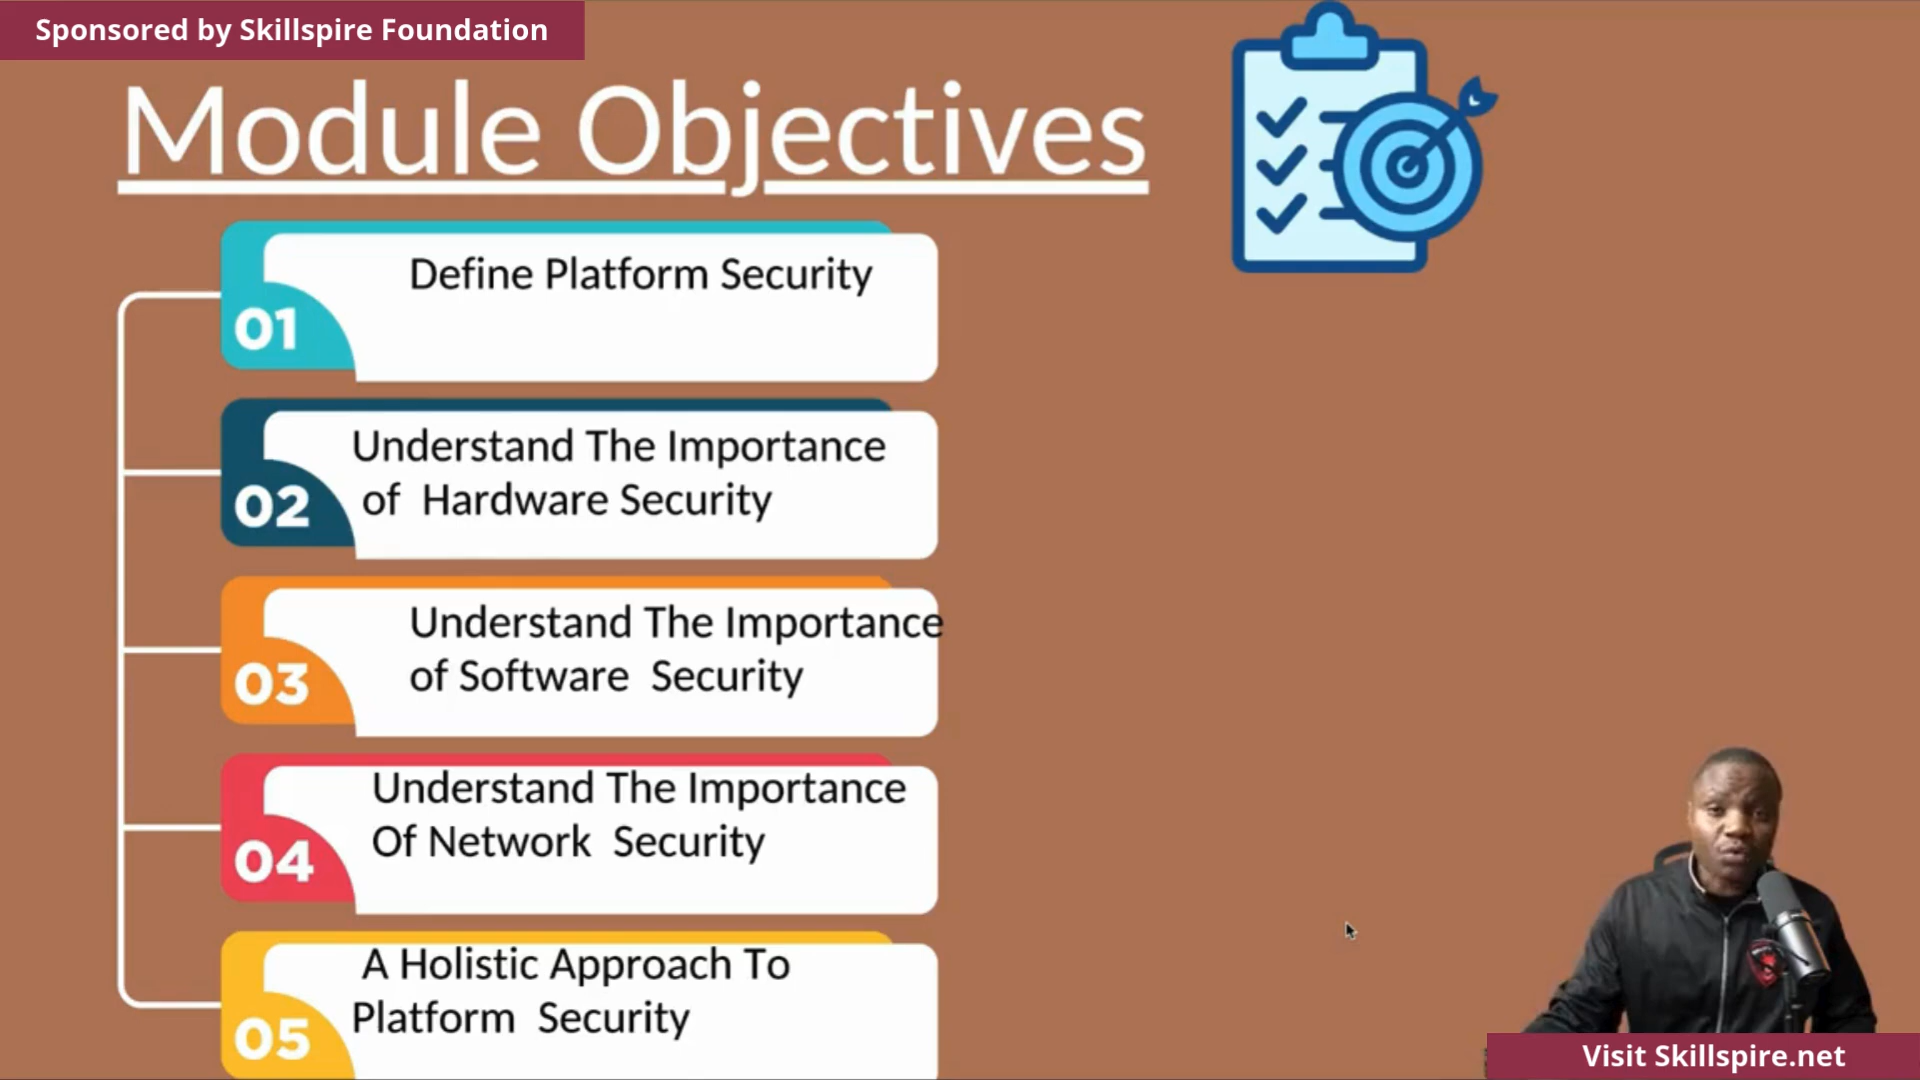 Sponsored by Skillspire Foundation
Module Objectives
01
Define Platform Security
02
Understand The Importance
of Hardware Security
03
Understand The Importance
of Software Security
04
Understand The Importance
Of Network Security
05
A Holistic Approach To
Platform Security
Visit Skillspire.net